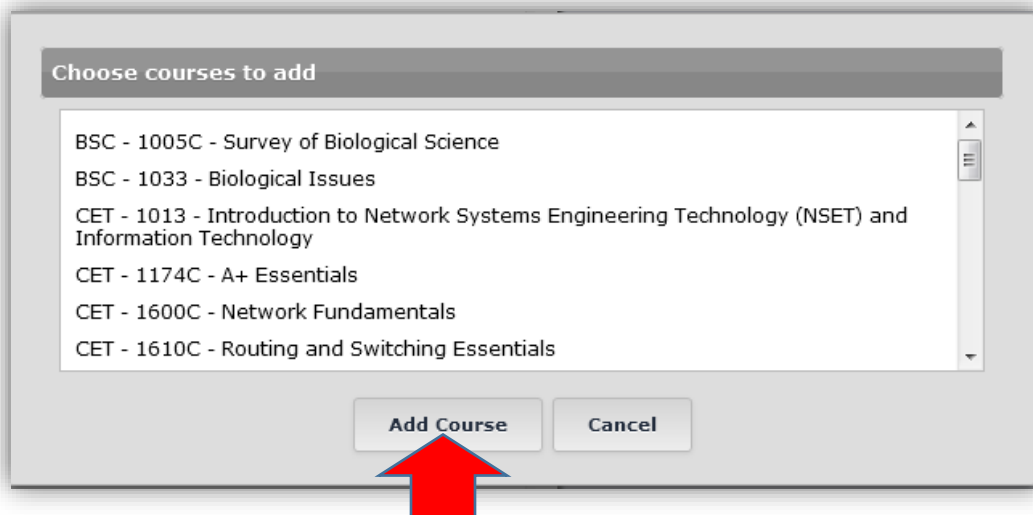 Choose courses to add
BSC - 1005C - Survey of Biological Science
BSC - 1033 - Biological Issues
CET - 1013 - Introduction to Network Systems Engineering Technology (NSET) and
Information Technology
CET - 1174C - A+ Essentials
CET - 1600C - Network Fundamentals
CET - 1610C - Routing and Switching Essentials
Add Course
Cancel